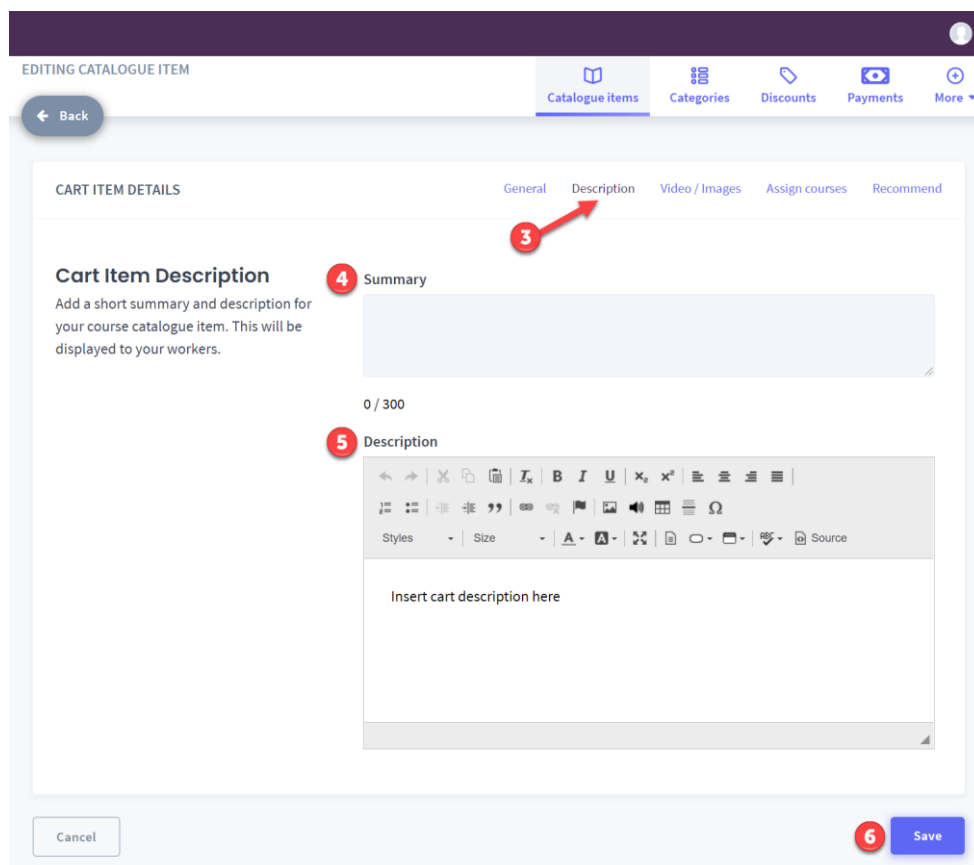 EDITING CATALOGUE ITEM
Catalogue items Categories Discounts Payments More
Back
CART ITEM DETAILS
General Description Video / Images Assign courses Recommend
3
Cart Item Description
Add a short summary and description for
your course catalogue item. This will be
displayed to your workers.
4 Summary
0 / 300
5 Description
B I U x₂ x²
Styles Size A A ABC Source
Insert cart description here
Cancel
6 Save